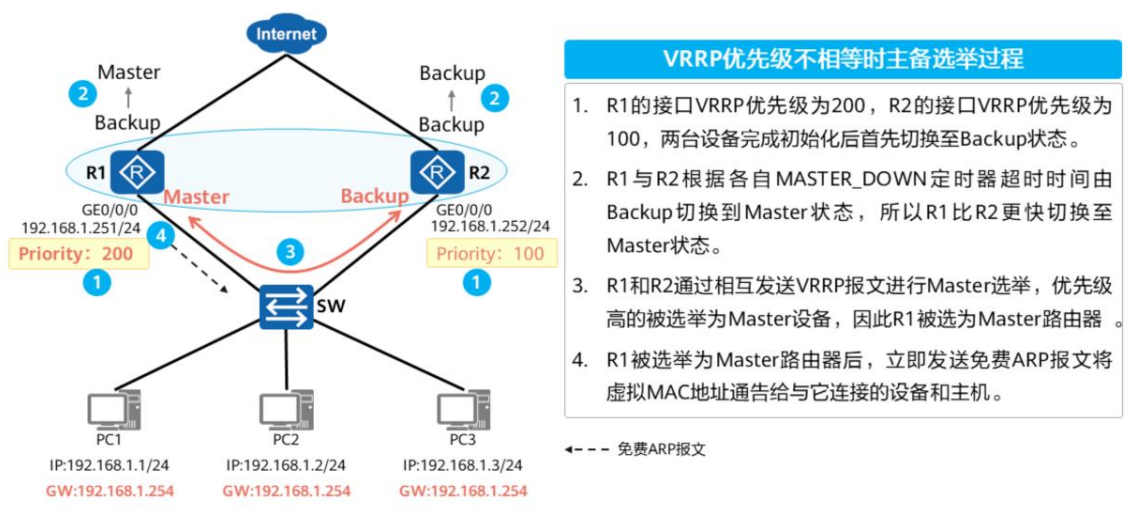 Internet
Master
2
Backup
Backup
2
Backup
R1
R
R
R2
Master
Backup
GE0/0/0
192.168.1.251/24
4
GE0/0/0
192.168.1.252/24
Priority：200
3
Priority：100
1
1
SW
PC1
PC2
PC3
IP:192.168.1.1/24
IP:192.168.1.2/24
IP:192.168.1.3/24
GW:192.168.1.254
GW:192.168.1.254
GW:192.168.1.254
VRRP优先级不相等时主备选举过程
1. R1的接口VRRP优先级为200，R2的接口VRRP优先级为
100，两台设备完成初始化后首先切换至Backup状态。
2. R1与R2根据各自MASTER_DOWN定时器超时时间由
Backup切换到Master状态，所以R1比R2更快切换至
Master状态。
3. R1和R2通过相互发送VRRP报文进行Master选举，优先级
高的被选举为Master设备，因此R1被选为Master路由器 。
4. R1被选举为Master路由器后，立即发送免费ARP报文将
虚拟MAC地址通告给与它连接的设备和主机。
免费ARP报文